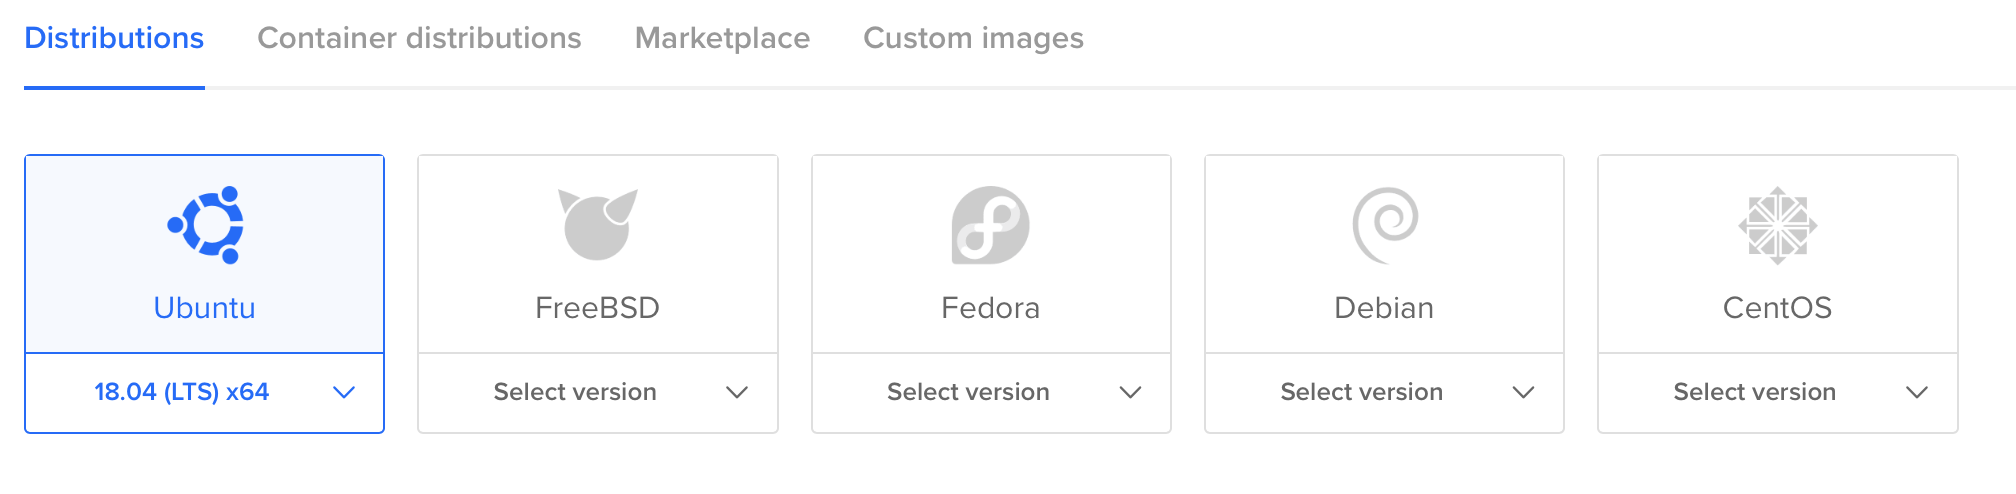 Distributions Container distributions Marketplace Custom images
Ubuntu FreeBSD Fedora Debian CentOS
18.04 (LTS) x64 Select version Select version Select version Select version